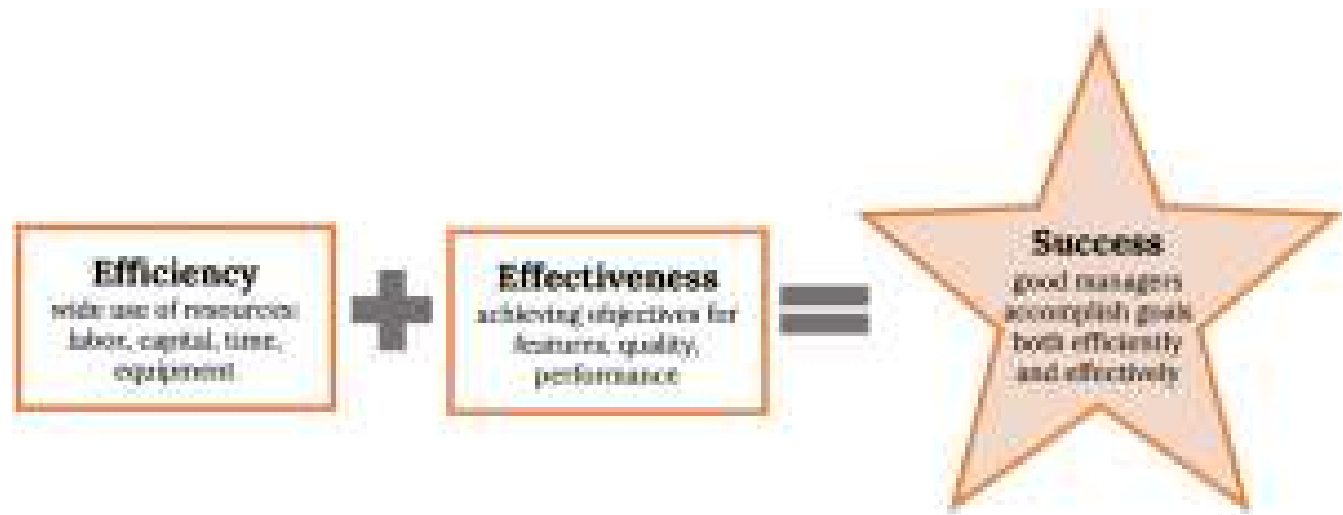 Efficiency
wide use of resources:
labor, capital, time,
equipment
Effectiveness
achieving objectives for
features, quality,
performance
Success
good managers
accomplish goals
both efficiently
and effectively